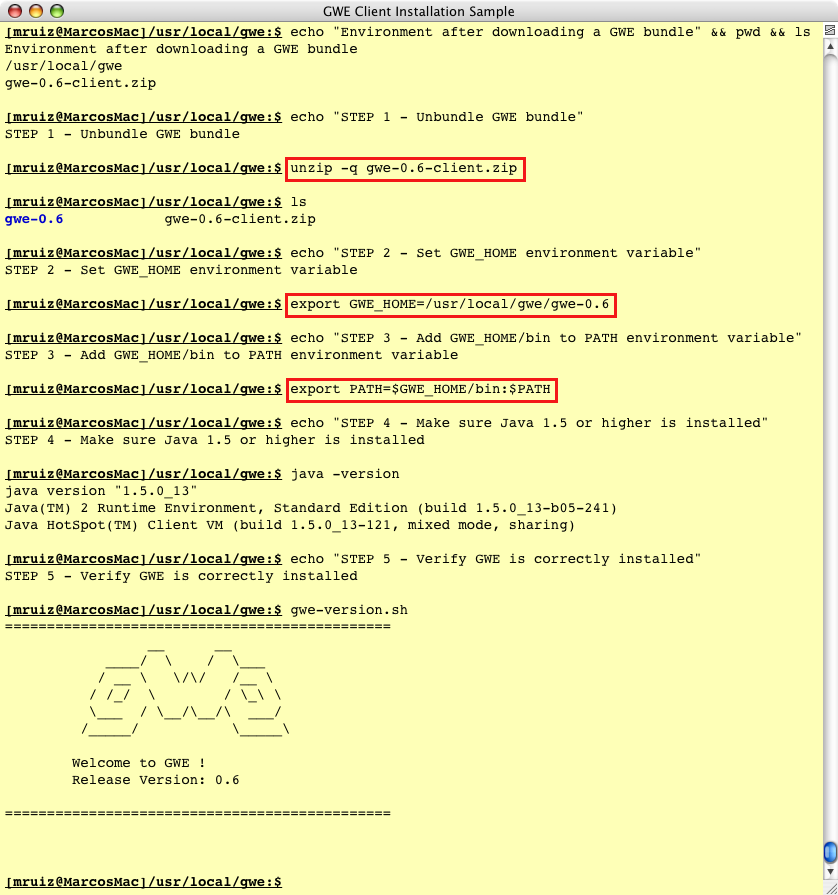 GWE Client Installation Sample
[mruiz@MarcosMac]/usr/local/gwe:$ echo "Environment after downloading a GWE bundle" && pwd && ls
Environment after downloading a GWE bundle
/usr/local/gwe
gwe-0.6-client.zip
[mruiz@MarcosMac]/usr/local/gwe:$ echo "STEP 1 - Unbundle GWE bundle"
STEP 1 - Unbundle GWE bundle
[mruiz@MarcosMac]/usr/local/gwe:$ unzip -q gwe-0.6-client.zip
[mruiz@MarcosMac]/usr/local/gwe:$ ls
gwe-0.6            gwe-0.6-client.zip
[mruiz@MarcosMac]/usr/local/gwe:$ echo "STEP 2 - Set GWE_HOME environment variable"
STEP 2 - Set GWE_HOME environment variable
[mruiz@MarcosMac]/usr/local/gwe:$ export GWE_HOME=/usr/local/gwe/gwe-0.6
[mruiz@MarcosMac]/usr/local/gwe:$ echo "STEP 3 - Add GWE_HOME/bin to PATH environment variable"
STEP 3 - Add GWE_HOME/bin to PATH environment variable
[mruiz@MarcosMac]/usr/local/gwe:$ export PATH=$GWE_HOME/bin:$PATH
[mruiz@MarcosMac]/usr/local/gwe:$ echo "STEP 4 - Make sure Java 1.5 or higher is installed"
STEP 4 - Make sure Java 1.5 or higher is installed
[mruiz@MarcosMac]/usr/local/gwe:$ java -version
java version "1.5.0_13"
Java(TM) 2 Runtime Environment, Standard Edition (build 1.5.0_13-b05-241)
Java HotSpot(TM) Client VM (build 1.5.0_13-121, mixed mode, sharing)
[mruiz@MarcosMac]/usr/local/gwe:$ echo "STEP 5 - Verify GWE is correctly installed"
STEP 5 - Verify GWE is correctly installed
[mruiz@MarcosMac]/usr/local/gwe:$ gwe-version.sh
==============================================
Welcome to GWE !
Release Version: 0.6
==============================================
[mruiz@MarcosMac]/usr/local/gwe:$